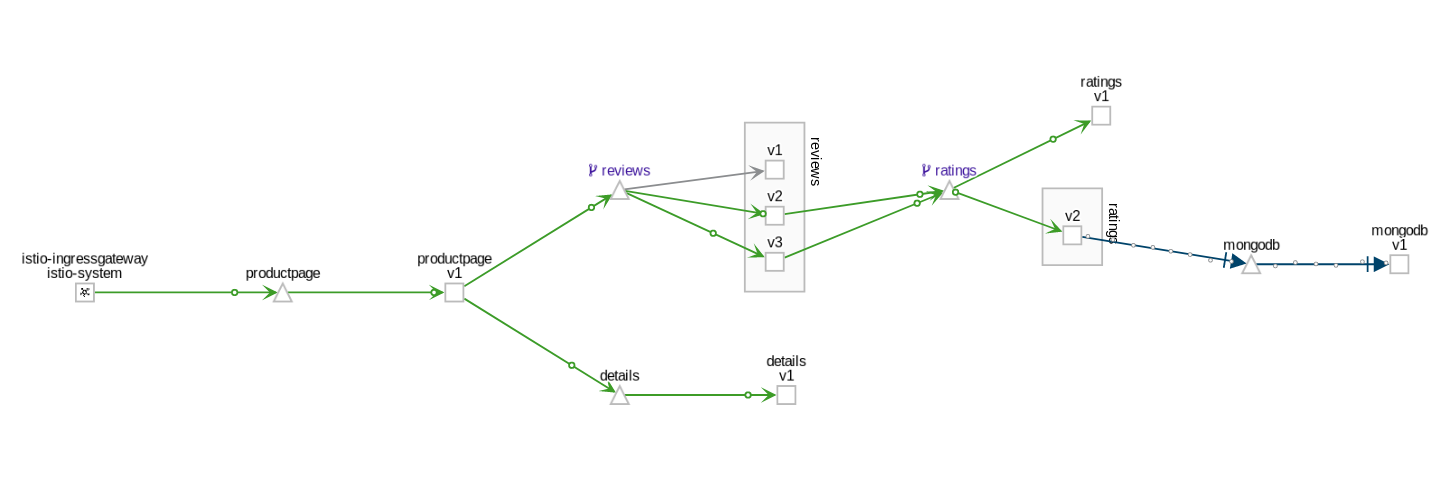 istio-ingressgateway
istio-system
productpage
productpage
v1
reviews
v1
v2
v3
reviews
details
details
v1
ratings
ratings
v1
v2
ratings
mongodb
mongodb
v1